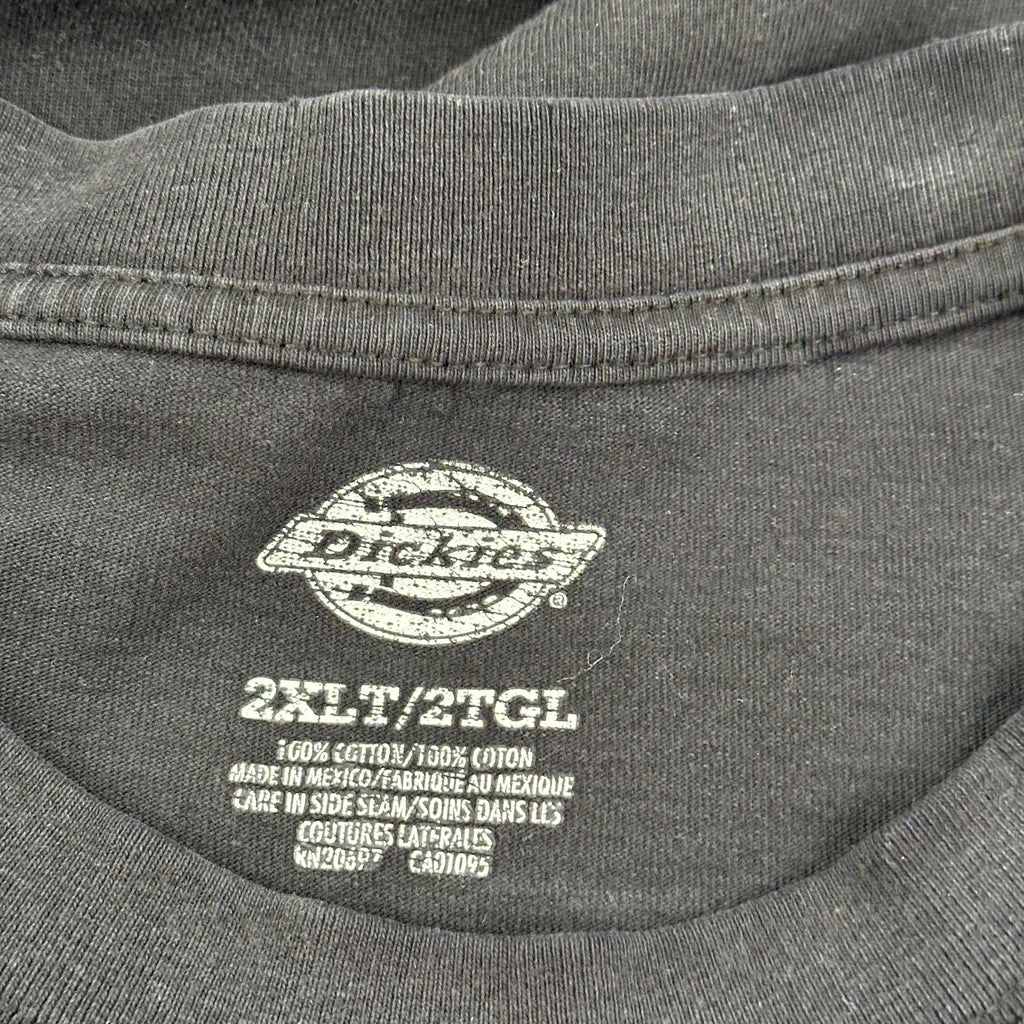 Dickies
®
2XLT/2TGL
100% COTTON/100% COTON
MADE IN MEXICO/FABRIQUÉ AU MEXIQUE
CARE IN SIDE SEAM/SOINS DANS LES
COUTURES LATERALES
CA01095